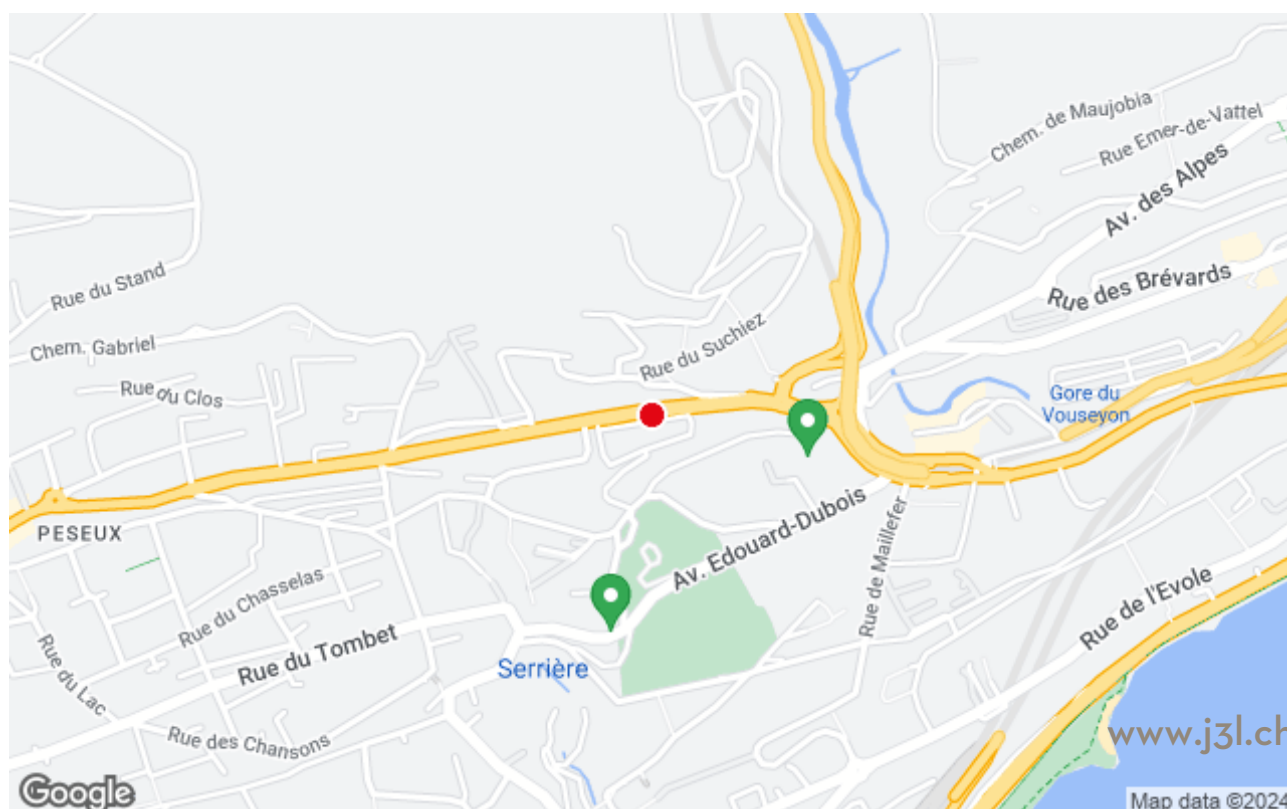 Chem. de Maujobia
Rue Emer-de-Vattel
Av. des Alpes
Rue des Brévards
Rue du Stand
Chem. Gabriel
Rue du Suchiez
Rue du Clos
Gore du
Vouseyon
PESEUX
Av. Edouard-Dubois
Rue de Maillefer
Rue du Chasselas
Rue de l'Evole
Rue du Tombet
Serrière
Rue du Lac
Rue des Chansons
www.j3l.ch
Google
Map data ©2024